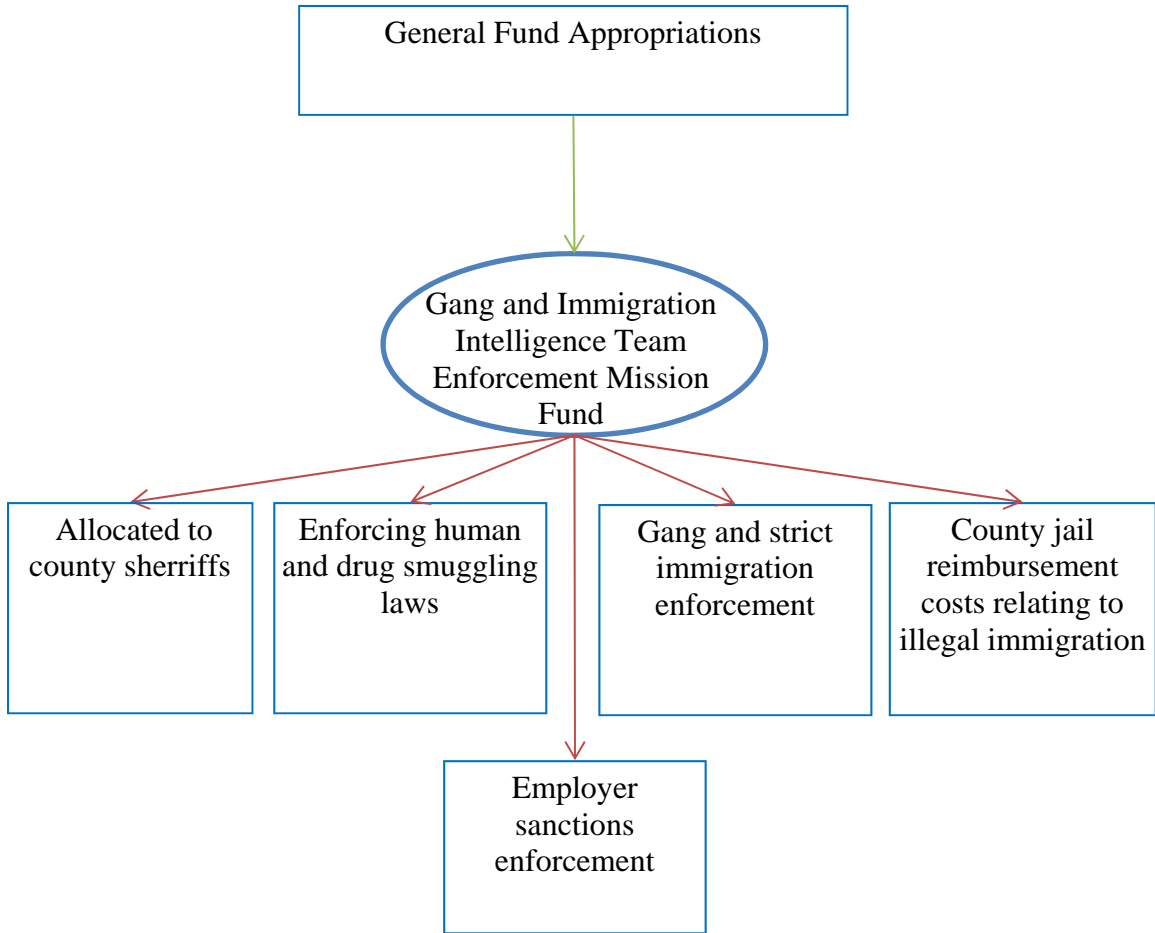 General Fund Appropriations
Gang and Immigration
Intelligence Team
Enforcement Mission
Fund
Allocated to
county sherriffs
Enforcing human
and drug smuggling
laws
Gang and strict
immigration
enforcement
County jail
reimbursement
costs relating to
illegal immigration
Employer
sanctions
enforcement